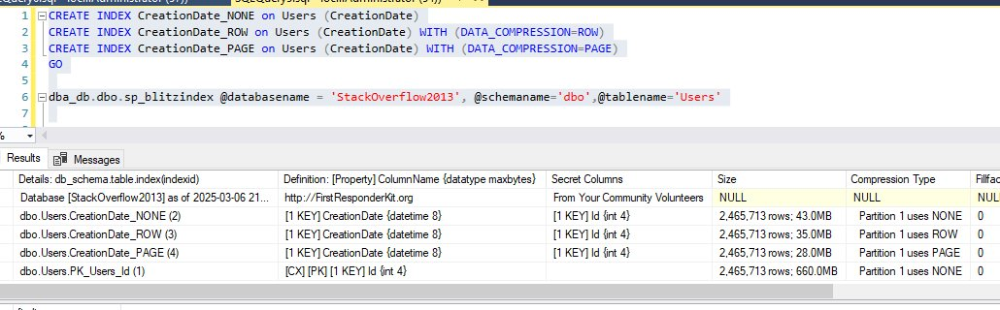 1 CREATE INDEX CreationDate_NONE on Users (CreationDate)
2 CREATE INDEX CreationDate_ROW on Users (CreationDate) WITH (DATA_COMPRESSION=ROW)
3 CREATE INDEX CreationDate_PAGE on Users (CreationDate) WITH (DATA_COMPRESSION=PAGE)
4 GO
5
6 dba_db.dbo.sp_blitzindex @databasename = 'StackOverflow2013', @schemaname='dbo',@tablename='Users'
7
%
Results Messages
Details: db_schema.table.index(indexid) Definition: [Property] ColumnName {datatype maxbytes} Secret Columns Size Compression Type Fillfac
Database [StackOverflow2013] as of 2025-03-06 21... http://FirstResponderKit.org From Your Community Volunteers NULL NULL NUL
dbo.Users.CreationDate_NONE (2) [1 KEY] CreationDate {datetime 8} [1 KEY] Id {int 4} 2,465,713 rows; 43.0MB Partition 1 uses NONE 0
dbo.Users.CreationDate_ROW (3) [1 KEY] CreationDate {datetime 8} [1 KEY] Id {int 4} 2,465,713 rows; 35.0MB Partition 1 uses ROW 0
dbo.Users.CreationDate_PAGE (4) [1 KEY] CreationDate {datetime 8} [1 KEY] Id {int 4} 2,465,713 rows; 28.0MB Partition 1 uses PAGE 0
dbo.Users.PK_Users_Id (1) [CX] [PK] [1 KEY] Id {int 4} 2,465,713 rows; 660.0MB Partition 1 uses NONE 0